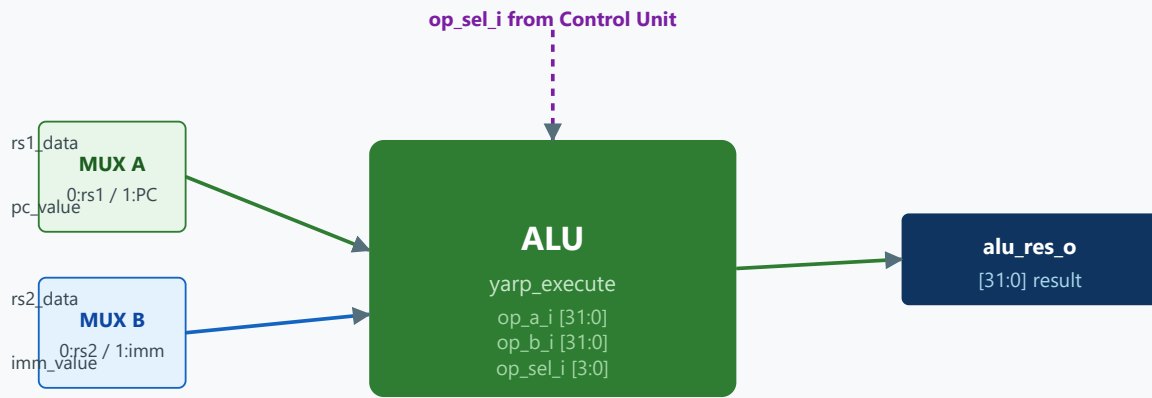 op_sel_i from Control Unit
rs1_data
MUX A
0:rs1 / 1:PC
pc_value
rs2_data
MUX B
0:rs2 / 1:imm
imm_value
ALU
yarp_execute
op_a_i [31:0]
op_b_i [31:0]
op_sel_i [3:0]
alu_res_o
[31:0] result